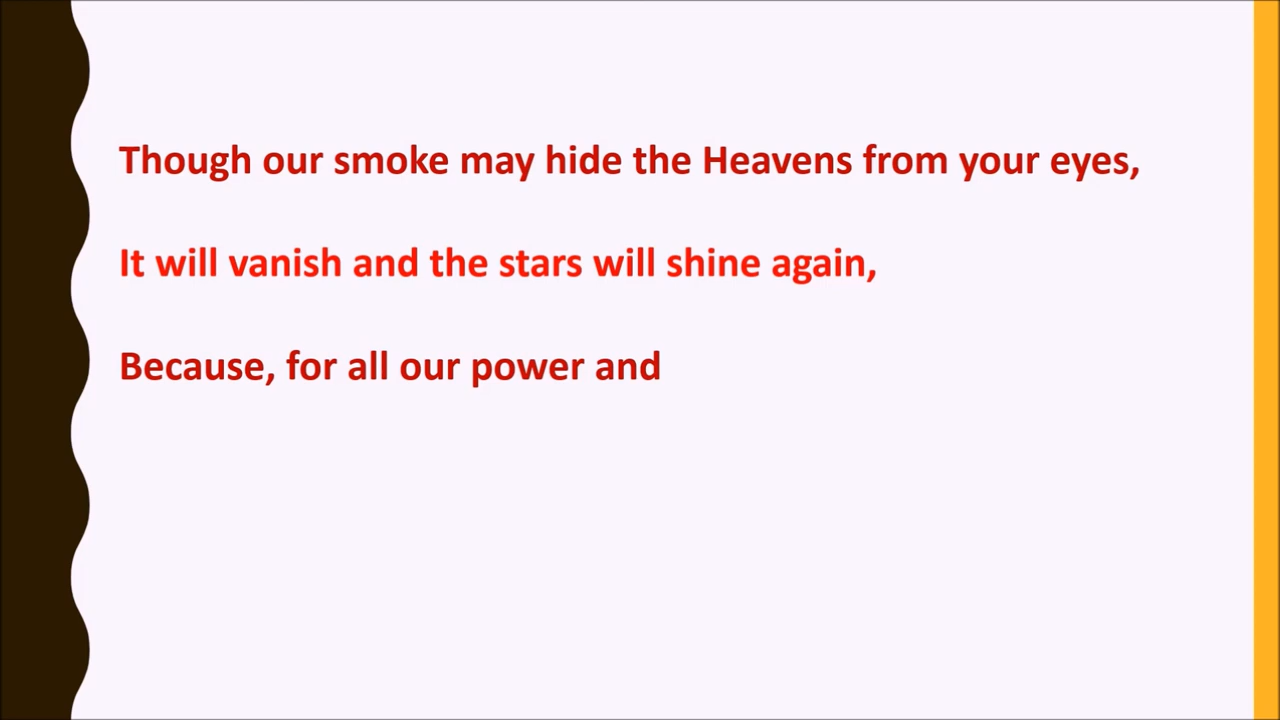 Though our smoke may hide the Heavens from your eyes,
It will vanish and the stars will shine again,
Because, for all our power and